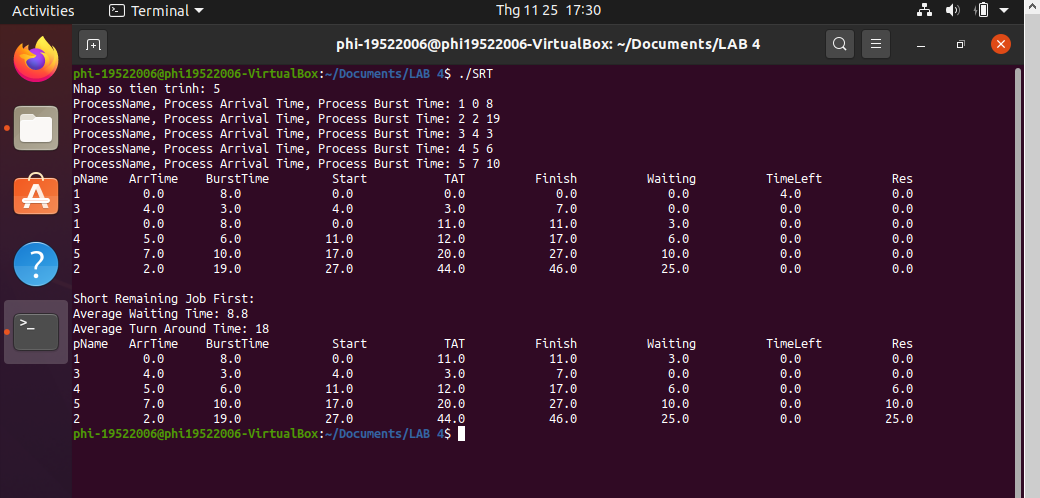 Activities Terminal Thg 11 25 17:30
phi-19522006@phi19522006-VirtualBox: ~/Documents/LAB 4
phi-19522006@phi19522006-VirtualBox:~/Documents/LAB 4$ ./SRT
Nhap so tien trinh: 5
ProcessName, Process Arrival Time, Process Burst Time: 1 0 8
ProcessName, Process Arrival Time, Process Burst Time: 2 2 19
ProcessName, Process Arrival Time, Process Burst Time: 3 4 3
ProcessName, Process Arrival Time, Process Burst Time: 4 5 6
ProcessName, Process Arrival Time, Process Burst Time: 5 7 10
pName ArrTime BurstTime Start TAT Finish Waiting TimeLeft Res
1 0.0 8.0 0.0 0.0 0.0 0.0 4.0 0.0
3 4.0 3.0 4.0 3.0 7.0 0.0 0.0 0.0
1 0.0 8.0 0.0 11.0 11.0 3.0 0.0 0.0
4 5.0 6.0 11.0 12.0 17.0 6.0 0.0 0.0
5 7.0 10.0 17.0 20.0 27.0 10.0 0.0 0.0
2 2.0 19.0 27.0 44.0 46.0 25.0 0.0 0.0
Short Remaining Job First:
Average Waiting Time: 8.8
Average Turn Around Time: 18
pName ArrTime BurstTime Start TAT Finish Waiting TimeLeft Res
1 0.0 8.0 0.0 11.0 11.0 3.0 0.0 0.0
3 4.0 3.0 4.0 3.0 7.0 0.0 0.0 0.0
4 5.0 6.0 11.0 12.0 17.0 6.0 0.0 6.0
5 7.0 10.0 17.0 20.0 27.0 10.0 0.0 10.0
2 2.0 19.0 27.0 44.0 46.0 25.0 0.0 25.0
phi-19522006@phi19522006-VirtualBox:~/Documents/LAB 4$